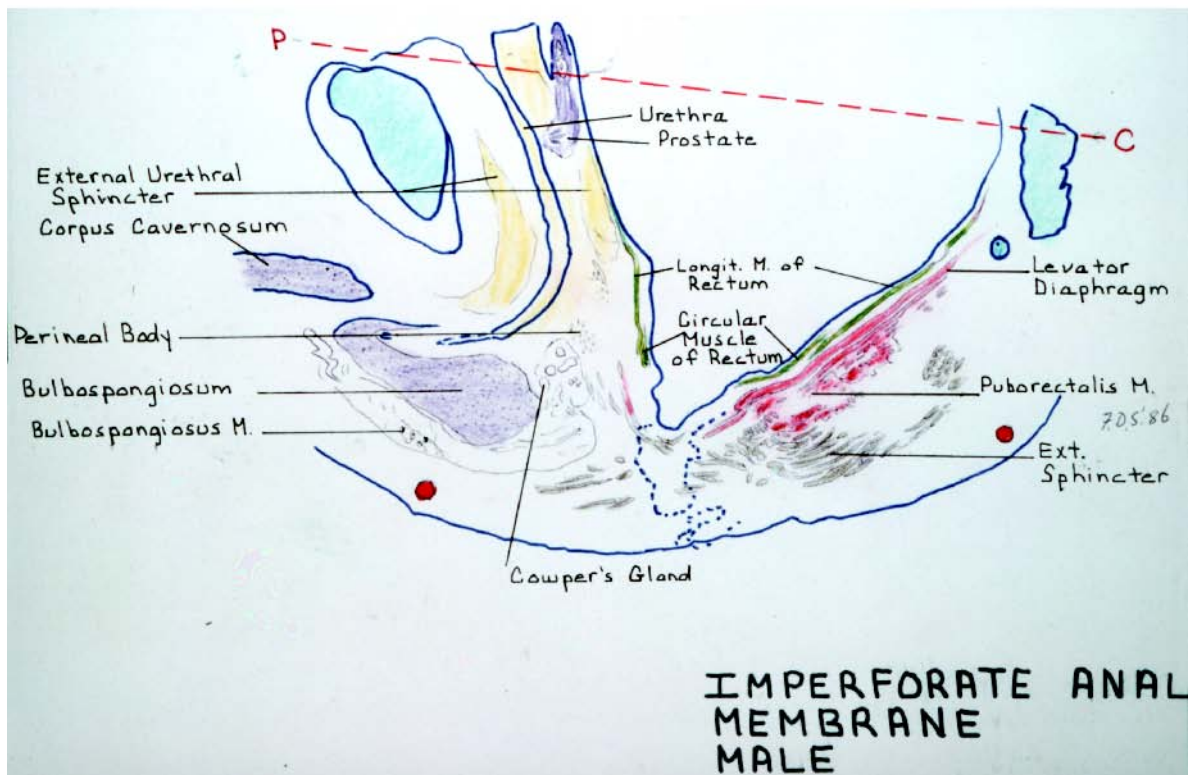 P
C
Urethra
Prostate
External Urethral
Sphincter
Corpus Cavernosum
Longit. M. of
Rectum
Levator
Diaphragm
Perineal Body
Circular
Muscle
of Rectum
Bulbospongiosum
Puborectalis M.
Bulbospongiosus M.
F.D.S.'86
Ext.
Sphincter
Cowper's Gland
IMPERFORATE ANAL
MEMBRANE
MALE